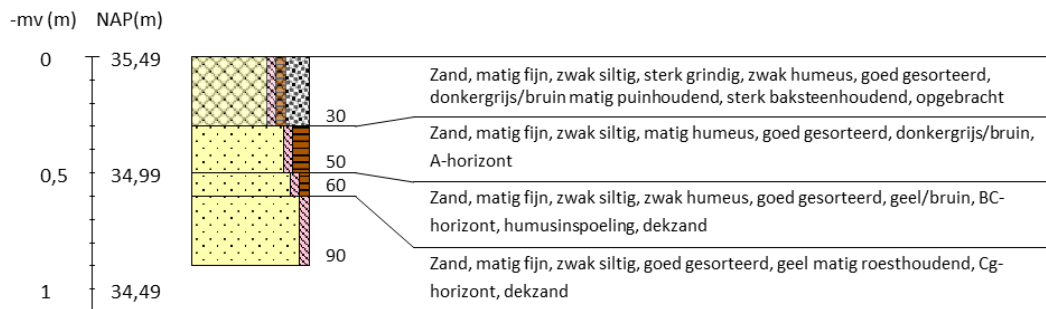 -mv (m) NAP(m)
0 35,49
Zand, matig fijn, zwak siltig, sterk grindig, zwak humeus, goed gesorteerd,
donkergrijs/bruin matig puinhoudend, sterk baksteenhoudend, opgebracht
30
Zand, matig fijn, zwak siltig, matig humeus, goed gesorteerd, donkergrijs/bruin,
A-horizont
50
0,5 34,99
60
Zand, matig fijn, zwak siltig, zwak humeus, goed gesorteerd, geel/bruin, BC-
horizont, humusinspoeling, dekzand
90
Zand, matig fijn, zwak siltig, goed gesorteerd, geel matig roesthoudend, Cg-
horizont, dekzand
1 34,49